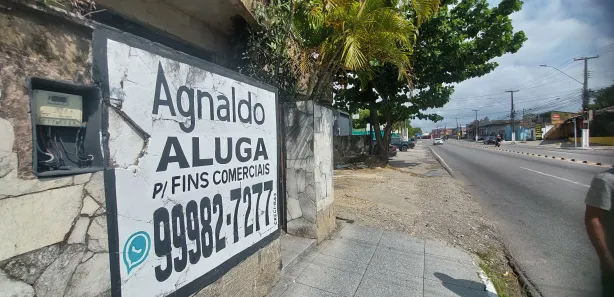 Agnaldo
ALUGA
P/ FINS COMERCIAIS
99982-7277